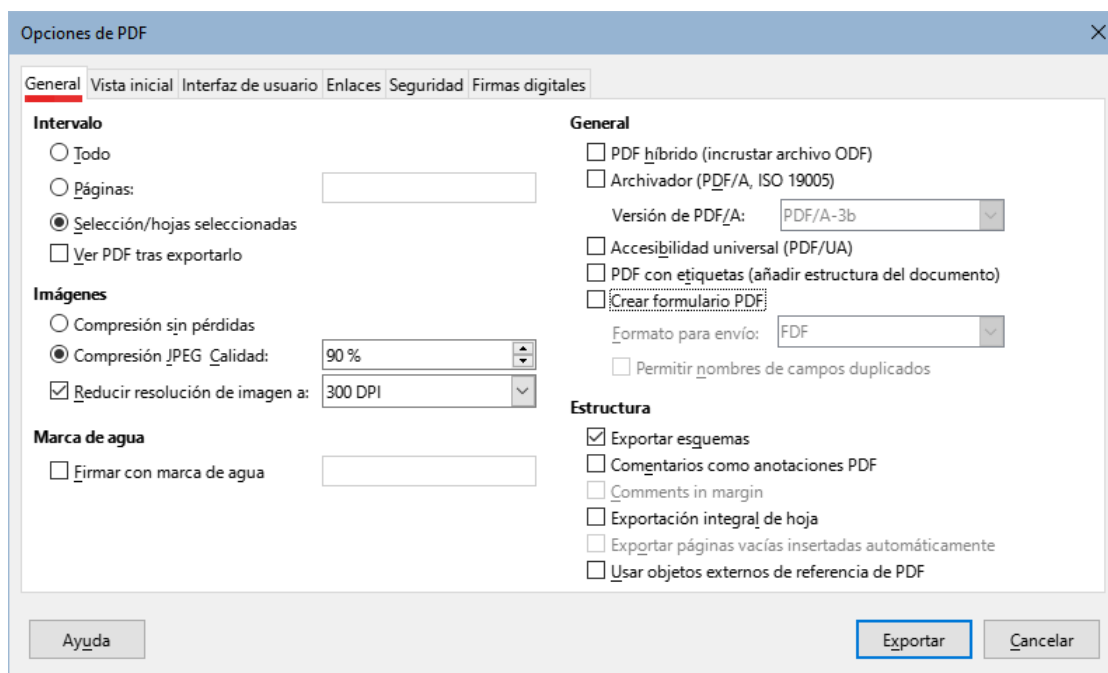 Opciones de PDF
General Vista inicial Interfaz de usuario Enlaces Seguridad Firmas digitales
Intervalo
Todo
Páginas:
Selección/hojas seleccionadas
Ver PDF tras exportarlo
Imágenes
Compresión sin pérdidas
Compresión JPEG Calidad: 90 %
Reducir resolución de imagen a: 300 DPI
Marca de agua
Firmar con marca de agua
General
PDF híbrido (incrustar archivo ODF)
Archivador (PDF/A, ISO 19005)
Versión de PDF/A: PDF/A-3b
Accesibilidad universal (PDF/UA)
PDF con etiquetas (añadir estructura del documento)
Crear formulario PDF
Formato para envío: FDF
Permitir nombres de campos duplicados
Estructura
Exportar esquemas
Comentarios como anotaciones PDF
Comments in margin
Exportación integral de hoja
Exportar páginas vacías insertadas automáticamente
Usar objetos externos de referencia de PDF
Ayuda Exportar Cancelar